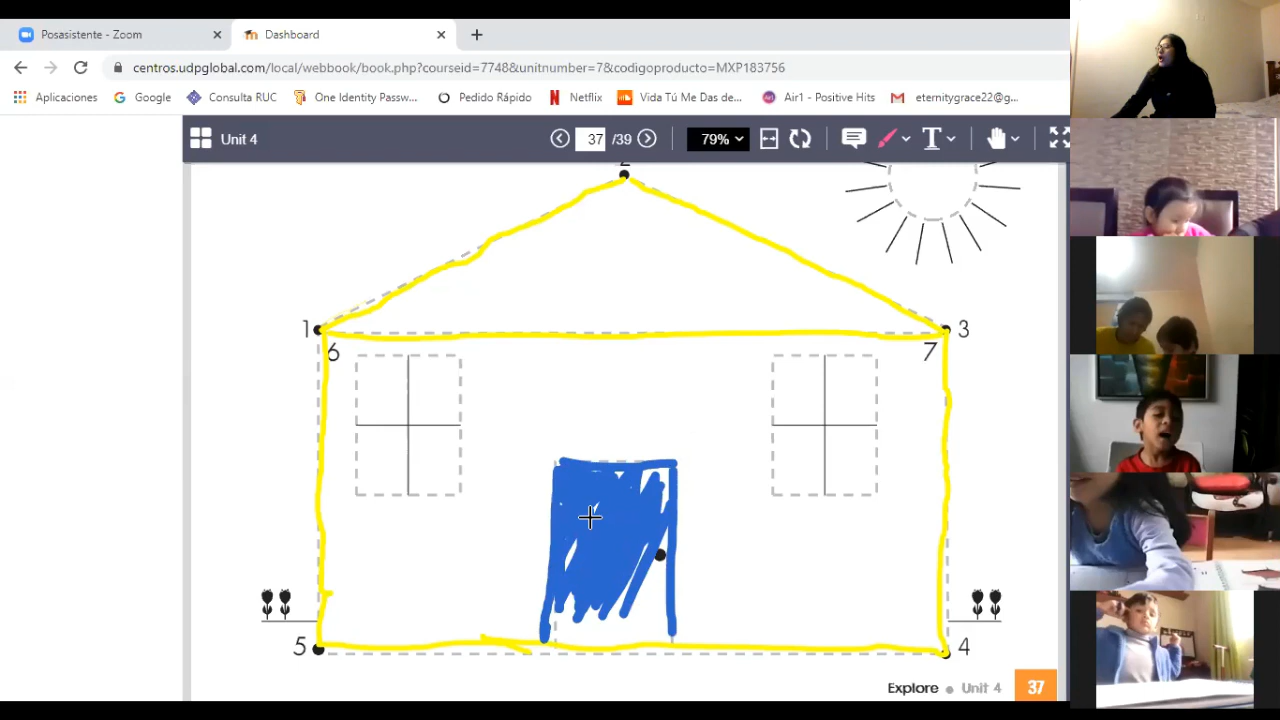 Posasistente - Zoom
Dashboard
centros.udpglobal.com/local/webbook/book.php?courseid=7748&unitnumber=7&codigoproducto=MXP183756
Aplicaciones Google Consulta RUC One Identity Passw... Pedido Rápido Netflix Vida Tú Me Das de... Air1 - Positive Hits eternitygrace22@g...
Unit 4 37 /39 79% T
2
1 3
6 7
5 4
Explore • Unit 4 37